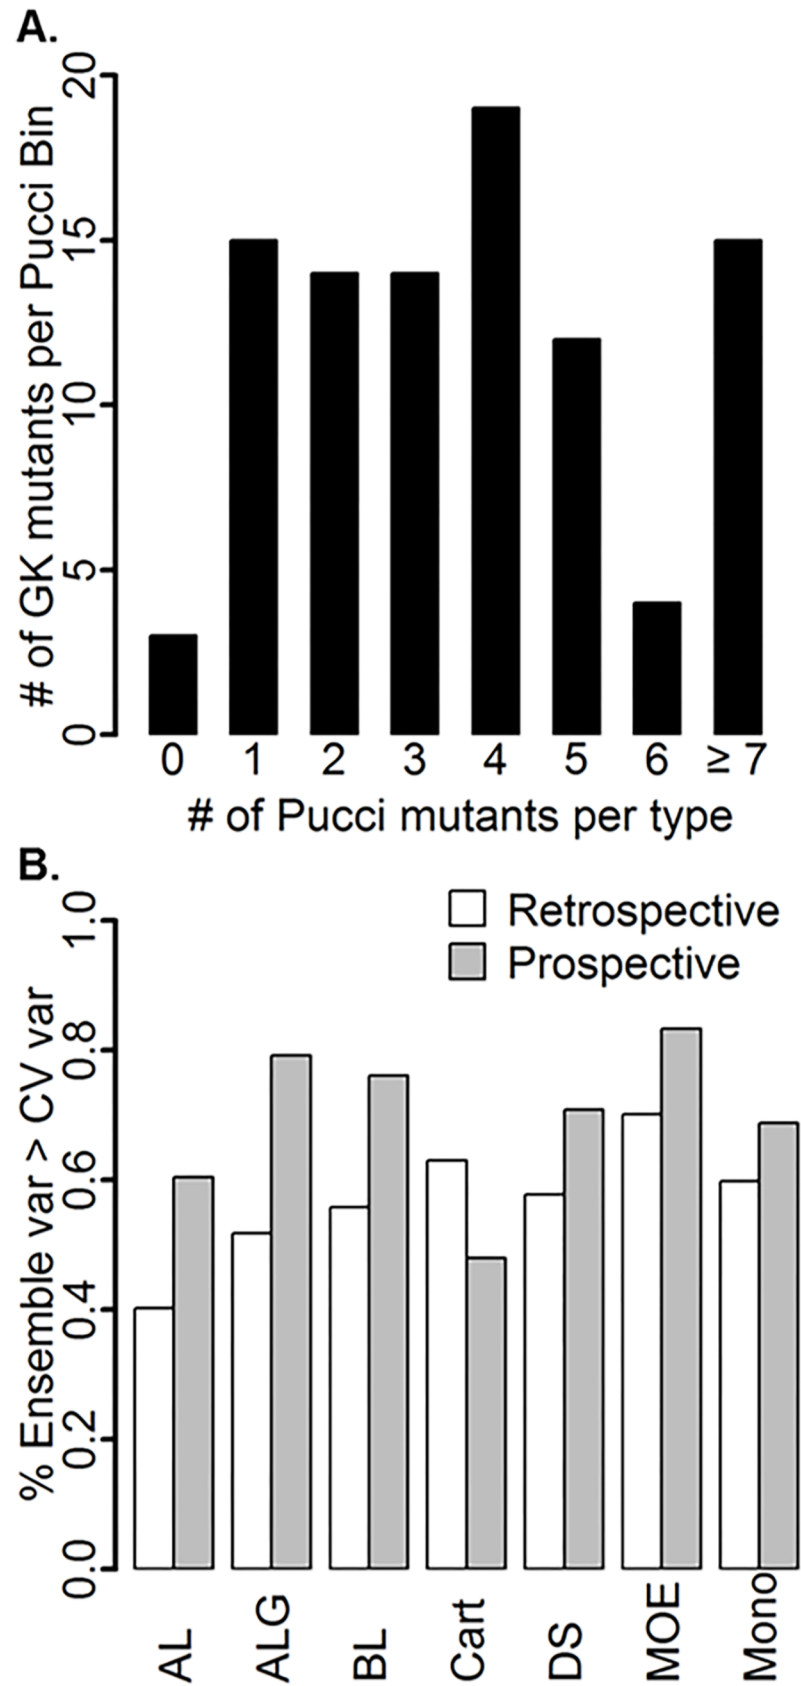 A.
# of GK mutants per Pucci Bin
20
15
10
5
0
0 1 2 3 4 5 6 ≥ 7
# of Pucci mutants per type
B.
Retrospective
Prospective
% Ensemble var > CV var
1.0
0.8
0.6
0.4
0.2
0.0
AL ALG BL Cart DS MOE Mono